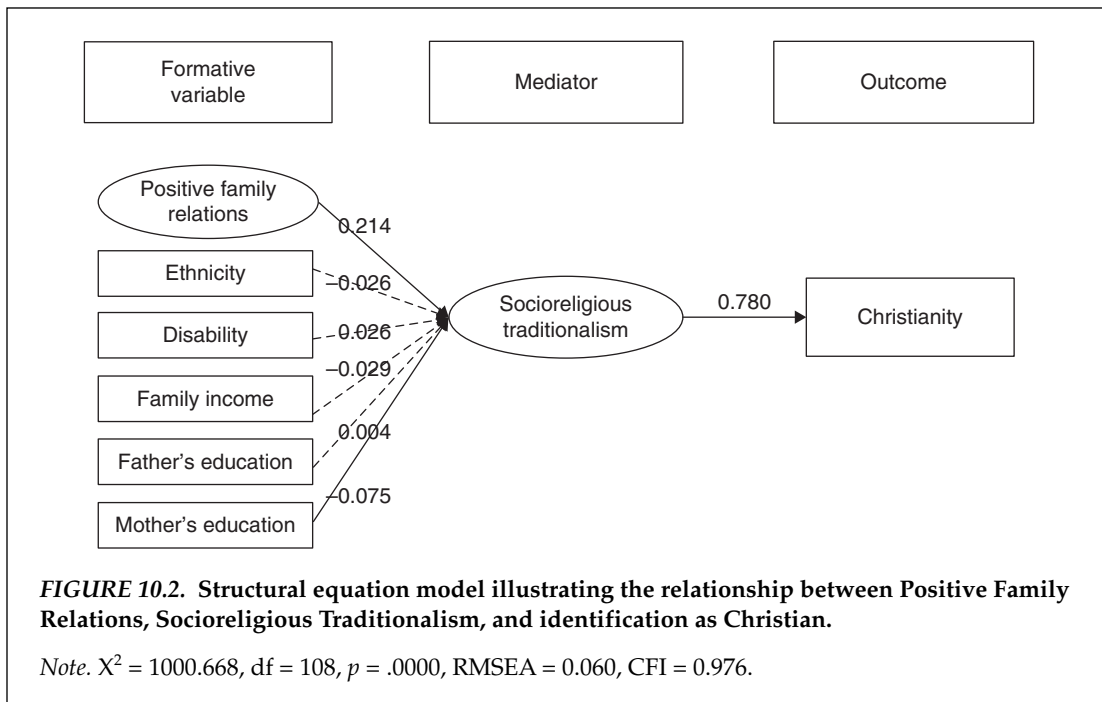 Formative
variable
Mediator
Outcome
Positive family
relations
0.214
Ethnicity
−0.026
Disability
0.026
−0.029
Family income
0.004
Father's education
−0.075
Mother's education
Socioreligious
traditionalism
0.780
Christianity
FIGURE 10.2. Structural equation model illustrating the relationship between Positive Family
Relations, Socioreligious Traditionalism, and identification as Christian.
Note. X² = 1000.668, df = 108, p = .0000, RMSEA = 0.060, CFI = 0.976.